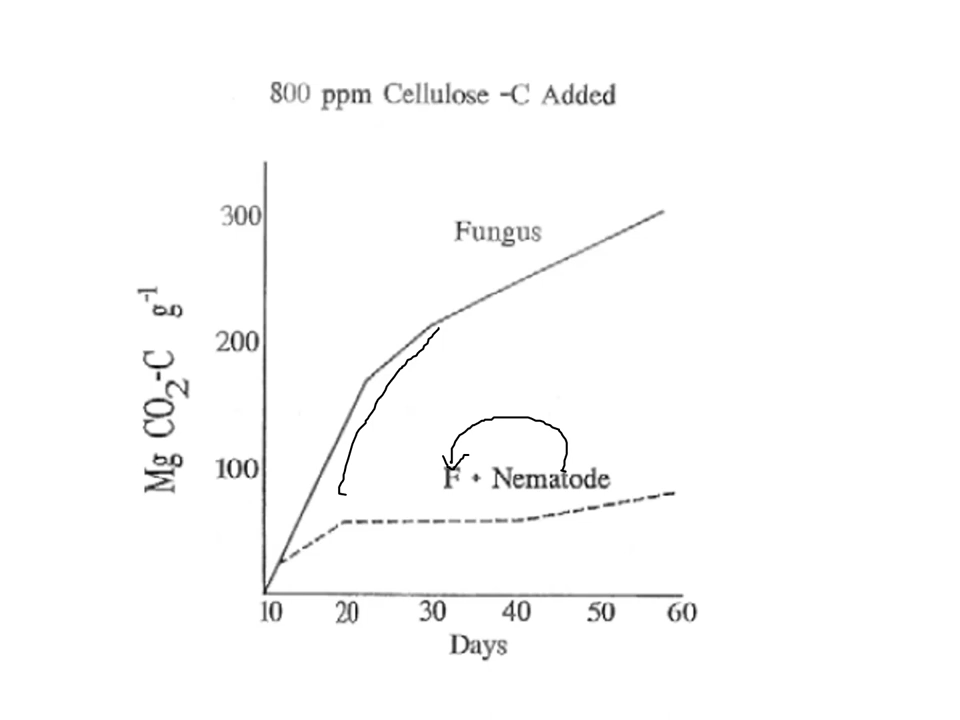 800 ppm Cellulose -C Added
300
Fungus
Mg CO2-C g-1
200
100
F + Nematode
10 20 30 40 50 60
Days